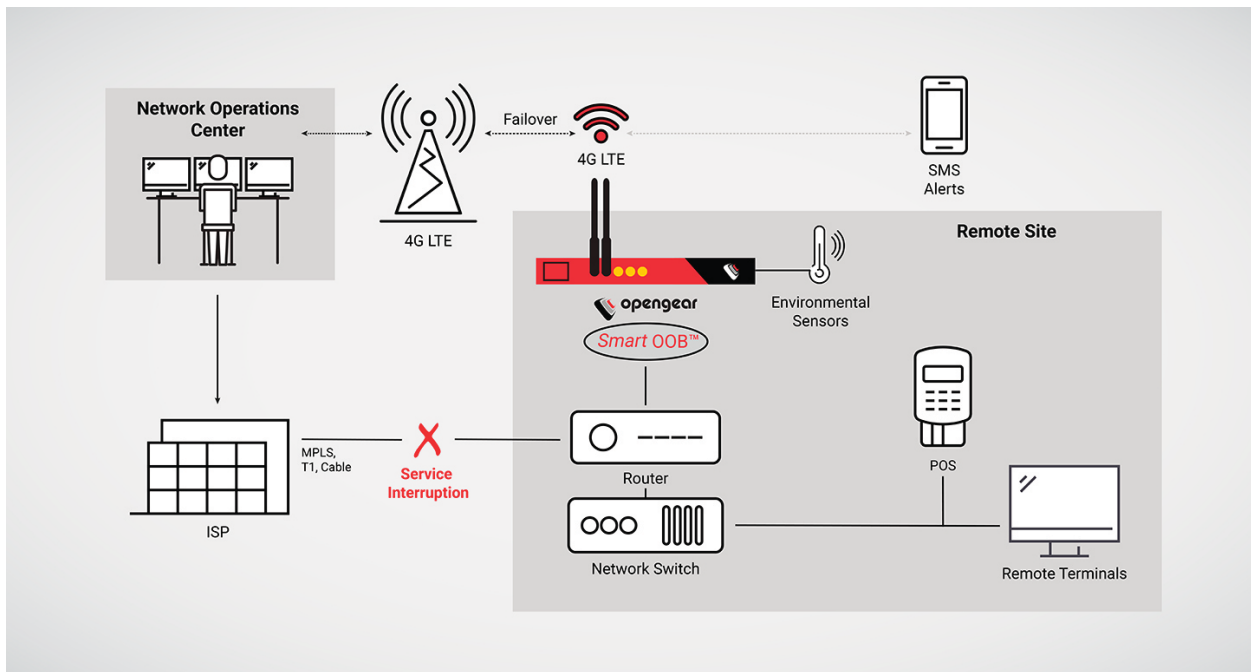 Network Operations
Center
4G LTE
Failover
4G LTE
SMS
Alerts
Remote Site
opengear
Smart OOB™
Environmental
Sensors
MPLS,
T1, Cable
Service
Interruption
ISP
Router
Network Switch
POS
Remote Terminals